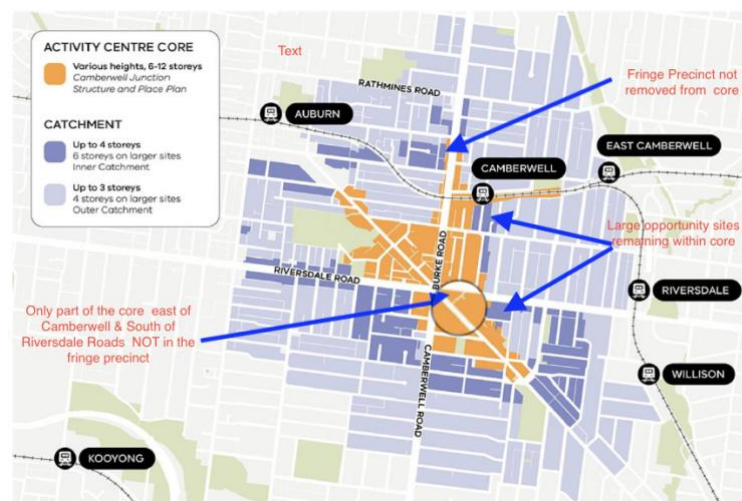 ACTIVITY CENTRE CORE
Various heights, 6-12 storeys
Camberwell Junction
Structure and Place Plan
CATCHMENT
Up to 4 storeys
6 storeys on larger sites
Inner Catchment
Up to 3 storeys
4 storeys on larger sites
Outer Catchment
Text
Fringe Precinct not
removed from core
RATHMINES ROAD
AUBURN
EAST CAMBERWELL
CAMBERWELL
Large opportunity sites
remaining within core
BURKE ROAD
RIVERSDALE ROAD
RIVERSDALE
Only part of the core east of
Camberwell & South of
Riversdale Roads NOT in the
fringe precinct
CAMBERWELL ROAD
WILLISON
KOOYONG